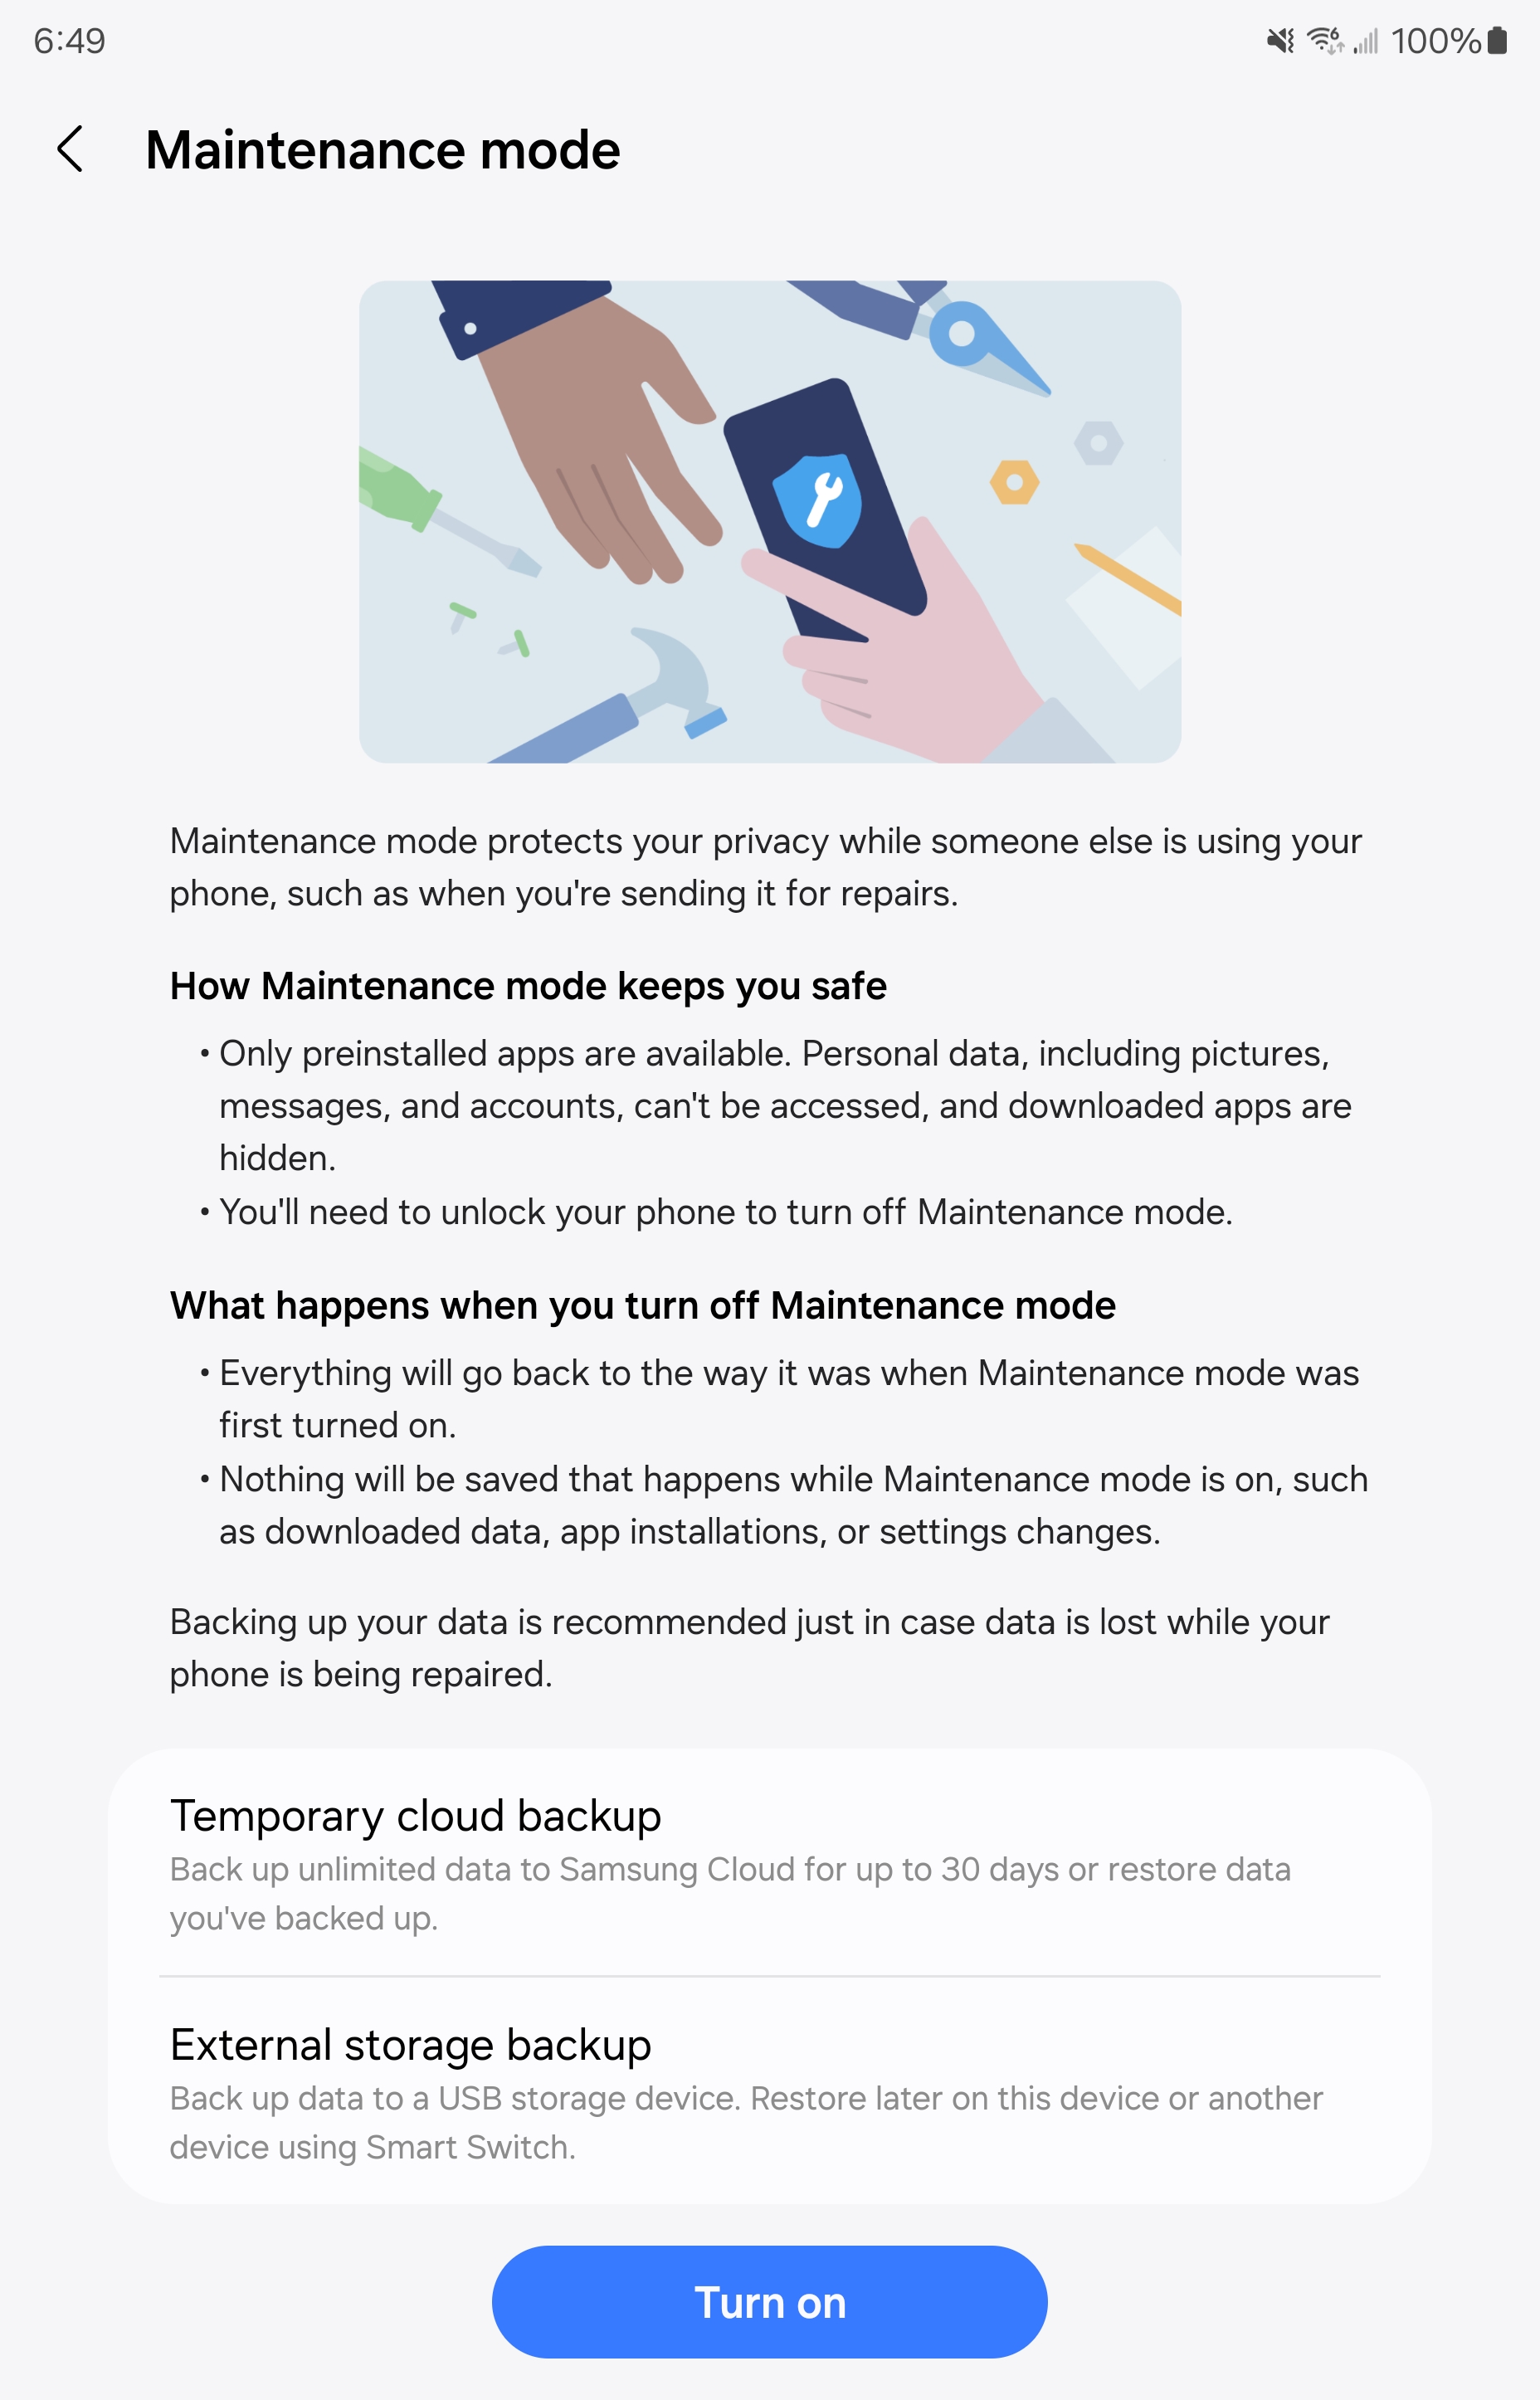 6:49
6
100%
Maintenance mode
Maintenance mode protects your privacy while someone else is using your
phone, such as when you're sending it for repairs.
How Maintenance mode keeps you safe
• Only preinstalled apps are available. Personal data, including pictures,
messages, and accounts, can't be accessed, and downloaded apps are
hidden.
• You'll need to unlock your phone to turn off Maintenance mode.
What happens when you turn off Maintenance mode
• Everything will go back to the way it was when Maintenance mode was
first turned on.
• Nothing will be saved that happens while Maintenance mode is on, such
as downloaded data, app installations, or settings changes.
Backing up your data is recommended just in case data is lost while your
phone is being repaired.
Temporary cloud backup
Back up unlimited data to Samsung Cloud for up to 30 days or restore data
you've backed up.
External storage backup
Back up data to a USB storage device. Restore later on this device or another
device using Smart Switch.
Turn on